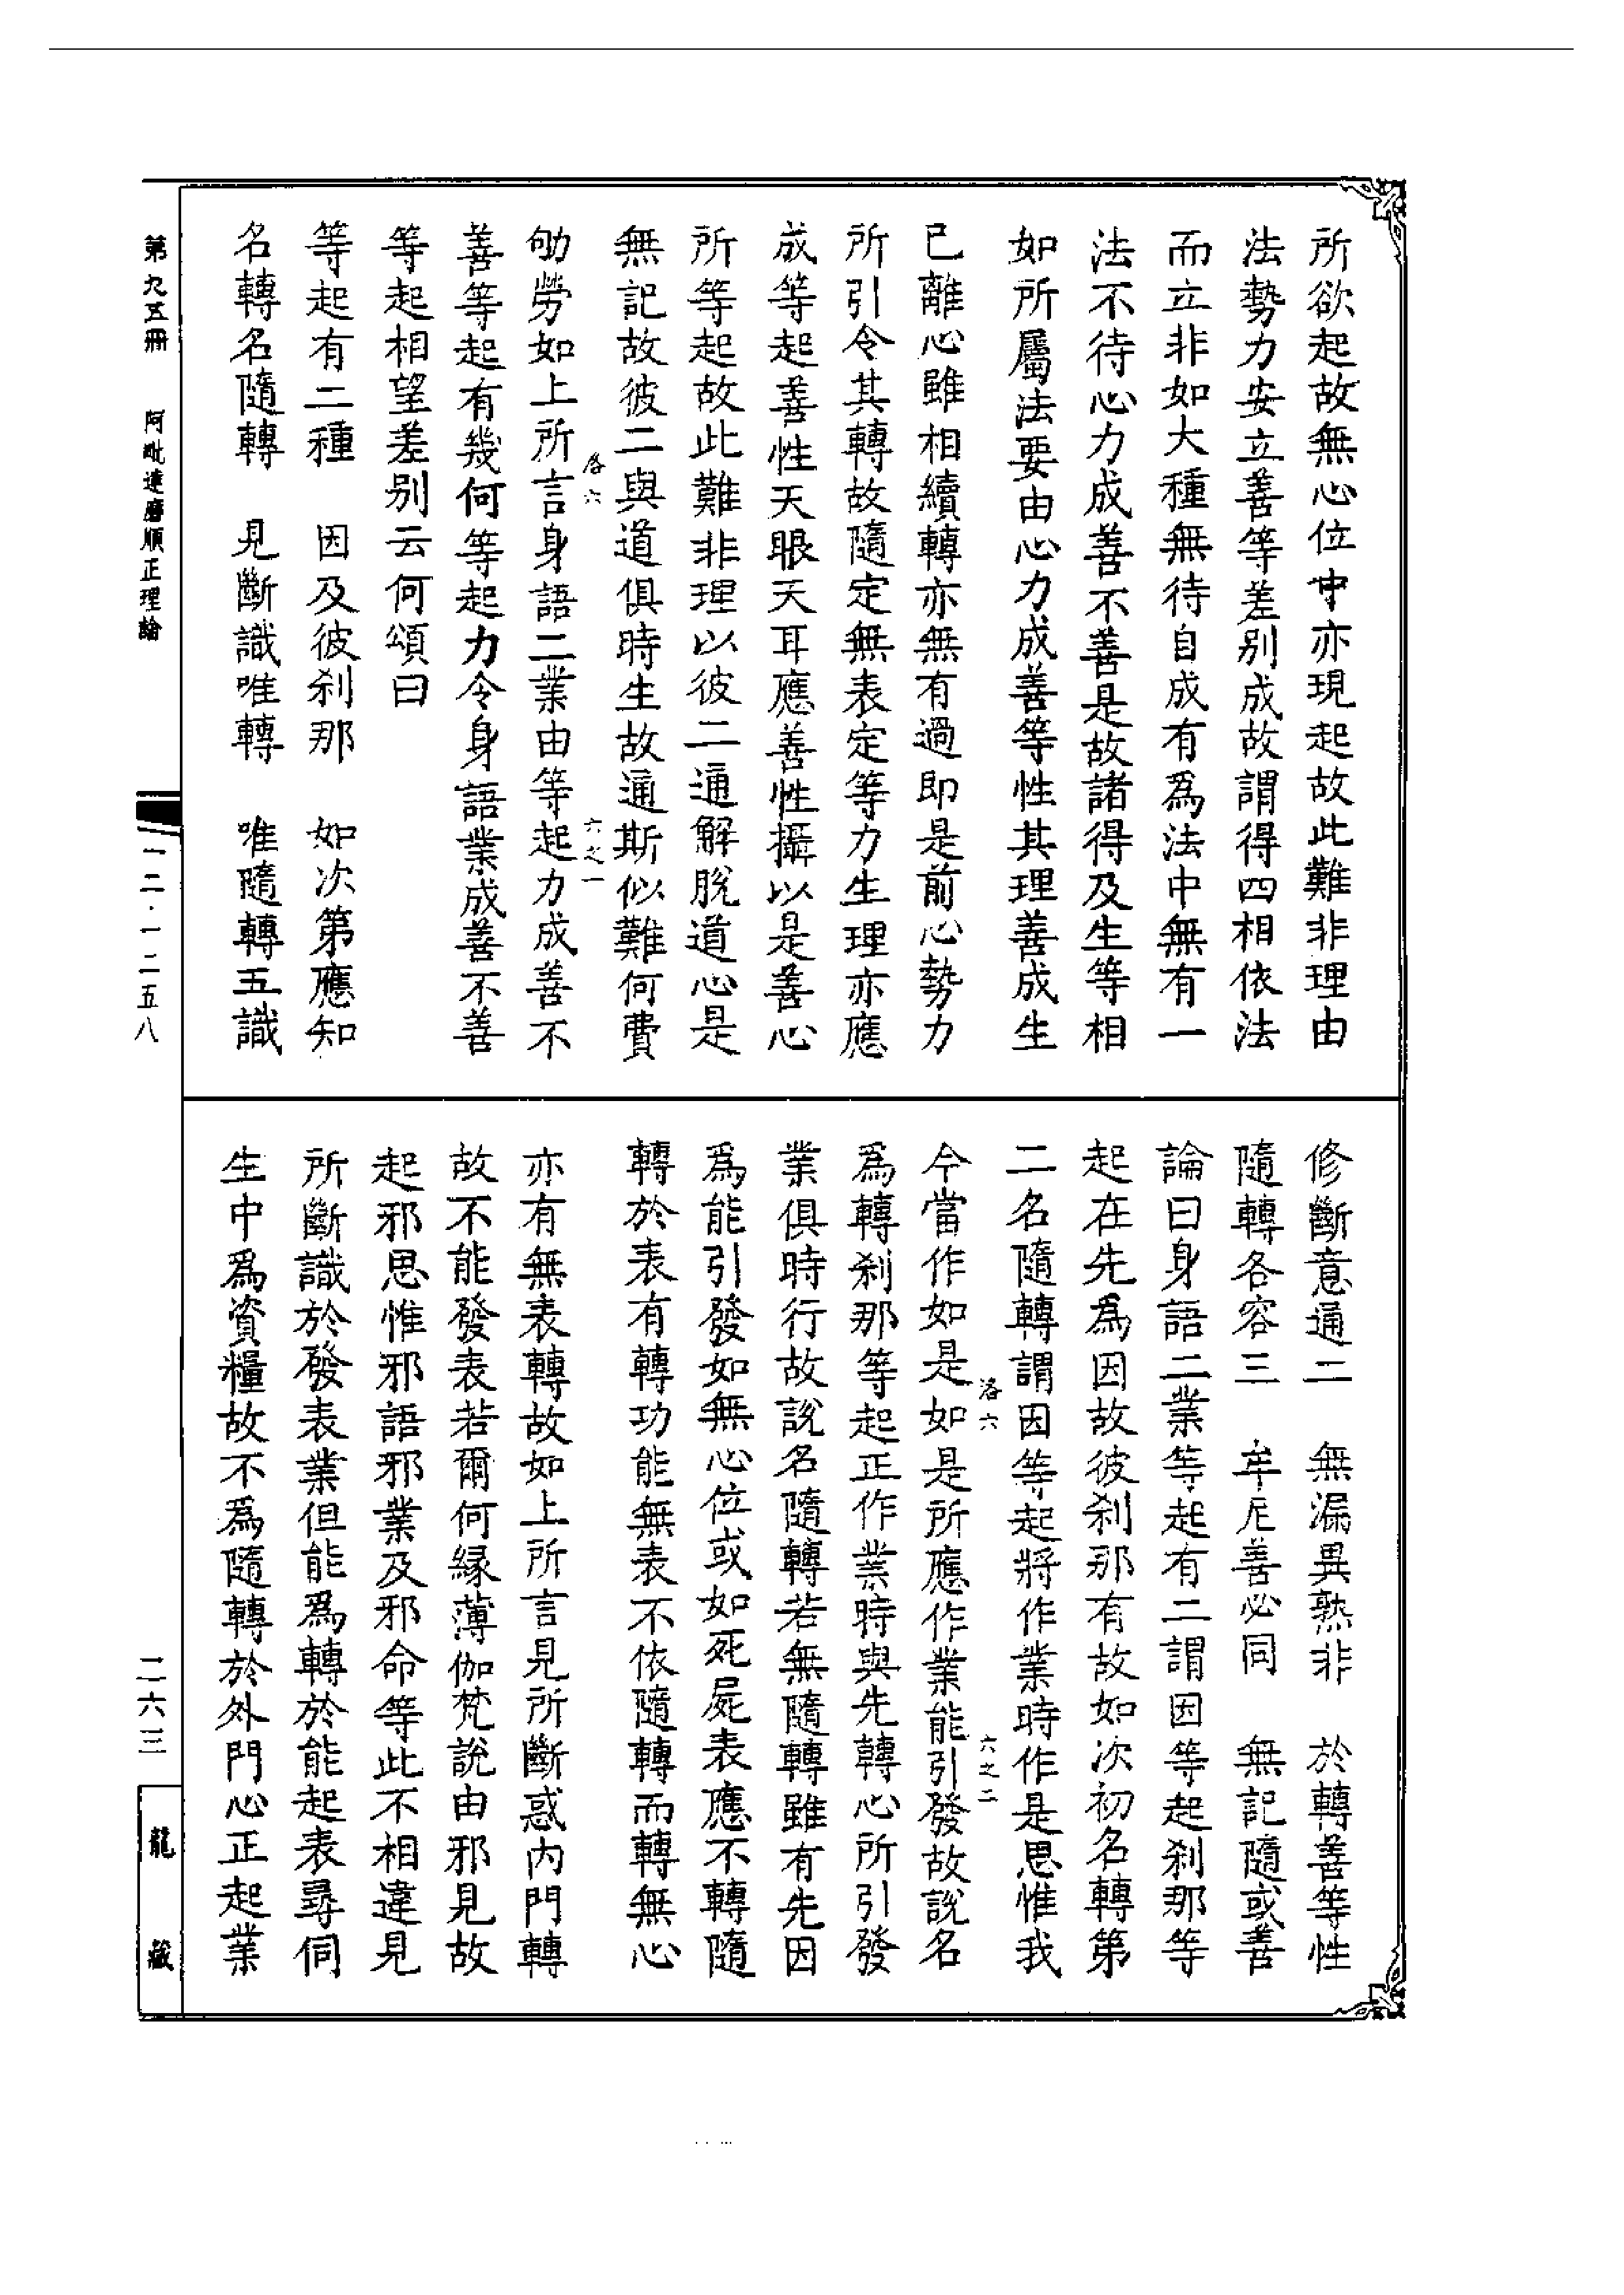 所欲起故無心位中亦現起故此難非理由
法勢力安立善等差别成故謂得四相依法
而立非如大種無待自成有爲法中無有一
法不待心力成善不善是故諸得及生等相
如所屬法要由心力成善等性其理善成生
已離心雖相續轉亦無有過即是前心勢力
所引令其轉故隨定無表定等力生理亦應
成等起善性天眼天耳應善性攝以是善心
所等起故此難非理以彼二通解脫道心是
無記故彼二與道俱時生故通斯似難何費
洛六
六之一
劬勞如上所言身語二業由等起力成善不
善等起有幾何等起力令身語業成善不善
等起相望差别云何頌曰
等起有二種 因及彼刹那 如次第應知
名轉名隨轉 見斷識唯轉 唯隨轉五識
修斷意通二 無漏異熟非 於轉善等性
隨轉各容三 牟尼善必同 無記隨或善
論曰身語二業等起有二謂因等起刹那等
起在先爲因故彼刹那有故如次初名轉第
二名隨轉謂因等起將作業時作是思惟我
洛六
六之二
今當作如是如是所應作業能引發故說名
爲轉刹那等起正作業時與先轉心所引發
業俱時行故說名隨轉若無隨轉雖有先因
爲能引發如無心位或如死屍表應不轉隨
轉於表有轉功能無表不依隨轉而轉無心
亦有無表轉故如上所言見所斷惑内門轉
故不能發表若爾何緣薄伽梵說由邪見故
起邪思惟邪語邪業及邪命等此不相違見
所斷識於發表業但能爲轉於能起表尋伺
生中爲資糧故不爲隨轉於外門心正起業
第九五冊 阿毗達磨順正理論
一二·一二五八
二六三
龍藏